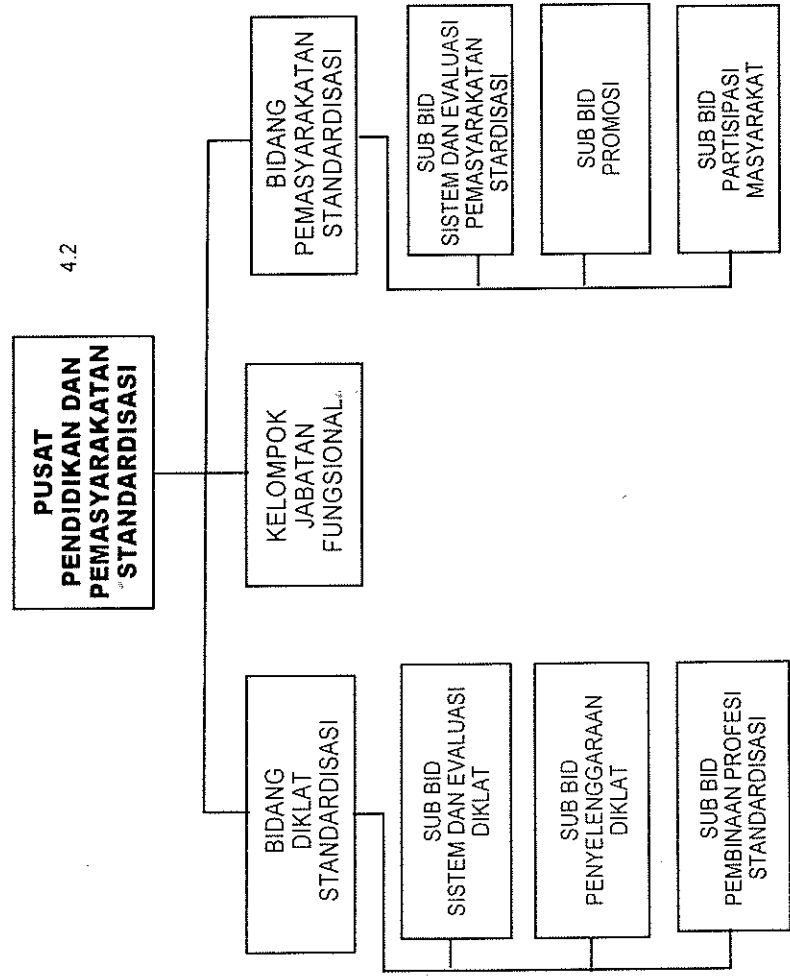 4.2
PUSAT
PENDIDIKAN DAN
PEMASYARAKATAN
STANDARDISASI
BIDANG
DIKLAT
STANDARDISASI
KELOMPOK
JABATAN
FUNGSIONAL
BIDANG
PEMASYARAKATAN
STANDARDISASI
SUB BID
SISTEM DAN EVALUASI
DIKLAT
SUB BID
PENYELENGGARAAN
DIKLAT
SUB BID
PEMBINAAN PROFESI
STANDARDISASI
SUB BID
SISTEM DAN EVALUASI
PEMASYARAKATAN
STARDISASI
SUB BID
PROMOSI
SUB BID
PARTISIPASI
MASYARAKAT